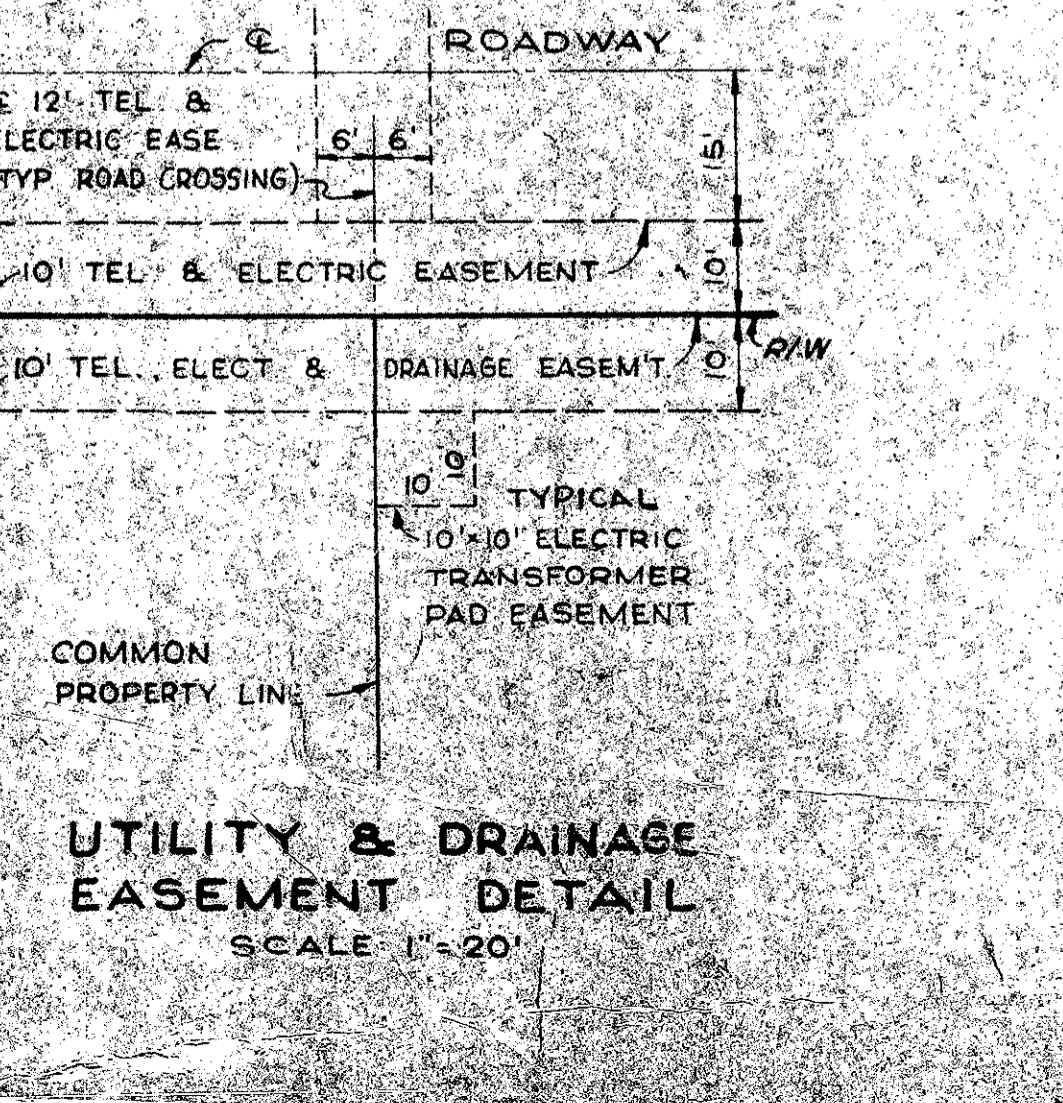 ℄
ROADWAY
12' TEL. &
ELECTRIC EASE.
TYP ROAD CROSSING)
6' 6'
15'
10' TEL. & ELECTRIC EASEMENT
10'
10' TEL., ELECT. & DRAINAGE EASEM'T.
10'
R/W
10' 10'
TYPICAL
10'×10' ELECTRIC
TRANSFORMER
PAD EASEMENT
COMMON
PROPERTY LINE
UTILITY & DRAINAGE
EASEMENT DETAIL
SCALE 1"=20'